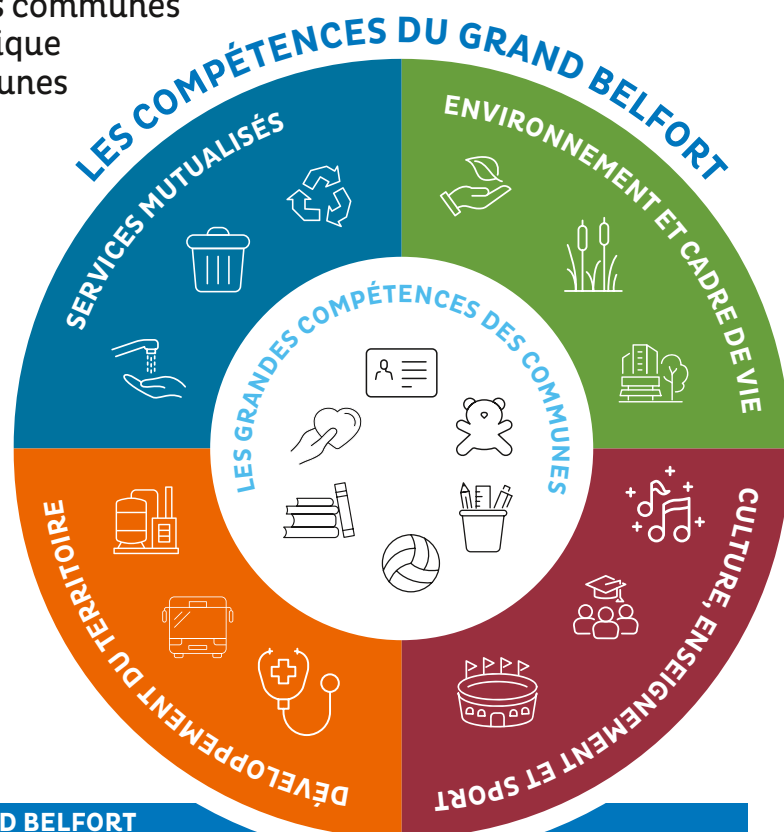 s communes
ique
unes
LES COMPÉTENCES DU GRAND BELFORT
SERVICES MUTUALISÉS
ENVIRONNEMENT ET CADRE DE VIE
LES GRANDES COMPÉTENCES DES COMMUNES
DÉVELOPPEMENT DU TERRITOIRE
CULTURE, ENSEIGNEMENT ET SPORT
D BELFORT